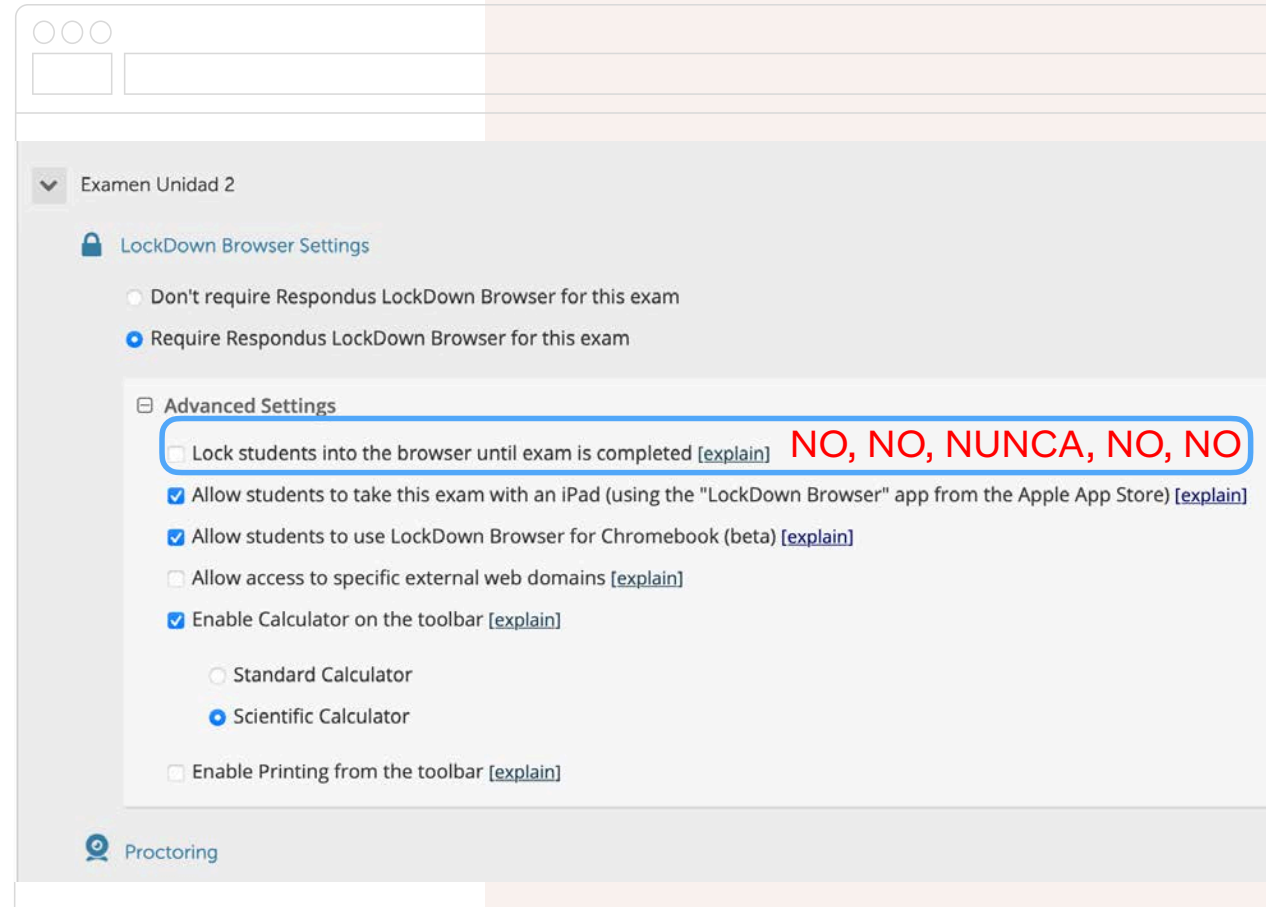 Examen Unidad 2
LockDown Browser Settings
Don't require Respondus LockDown Browser for this exam
Require Respondus LockDown Browser for this exam
Advanced Settings
Lock students into the browser until exam is completed [explain] NO, NO, NUNCA, NO, NO
Allow students to take this exam with an iPad (using the "LockDown Browser" app from the Apple App Store) [explain]
Allow students to use LockDown Browser for Chromebook (beta) [explain]
Allow access to specific external web domains [explain]
Enable Calculator on the toolbar [explain]
Standard Calculator
Scientific Calculator
Enable Printing from the toolbar [explain]
Proctoring